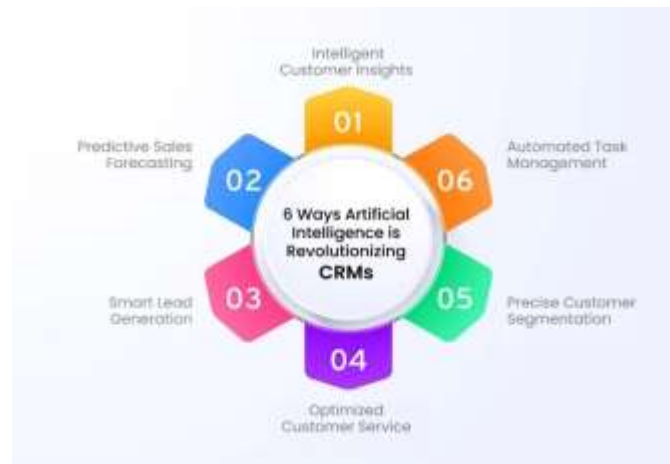 Intelligent
Customer Insights
01
Predictive Sales
Forecasting
02
Automated Task
Management
06
6 Ways Artificial
Intelligence is
Revolutionizing
CRMs
Smart Lead
Generation
03
05
Precise Customer
Segmentation
04
Optimized
Customer Service